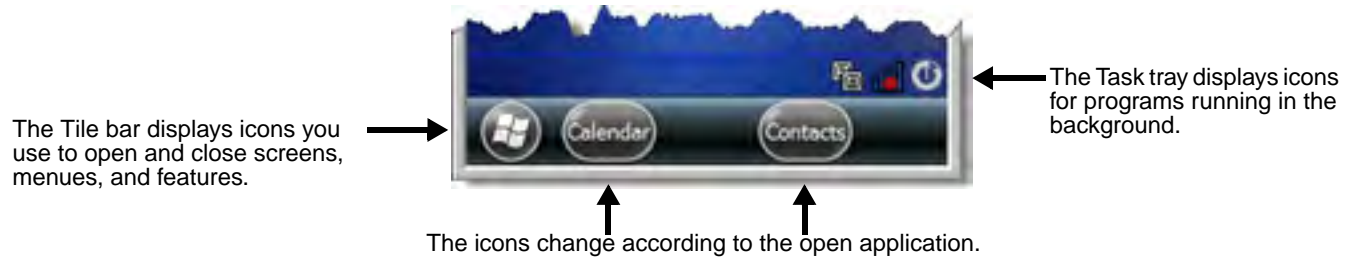 The Task tray displays icons
for programs running in the
background.
The Tile bar displays icons you
use to open and close screens,
menues, and features.
Calendar
Contacts
The icons change according to the open application.